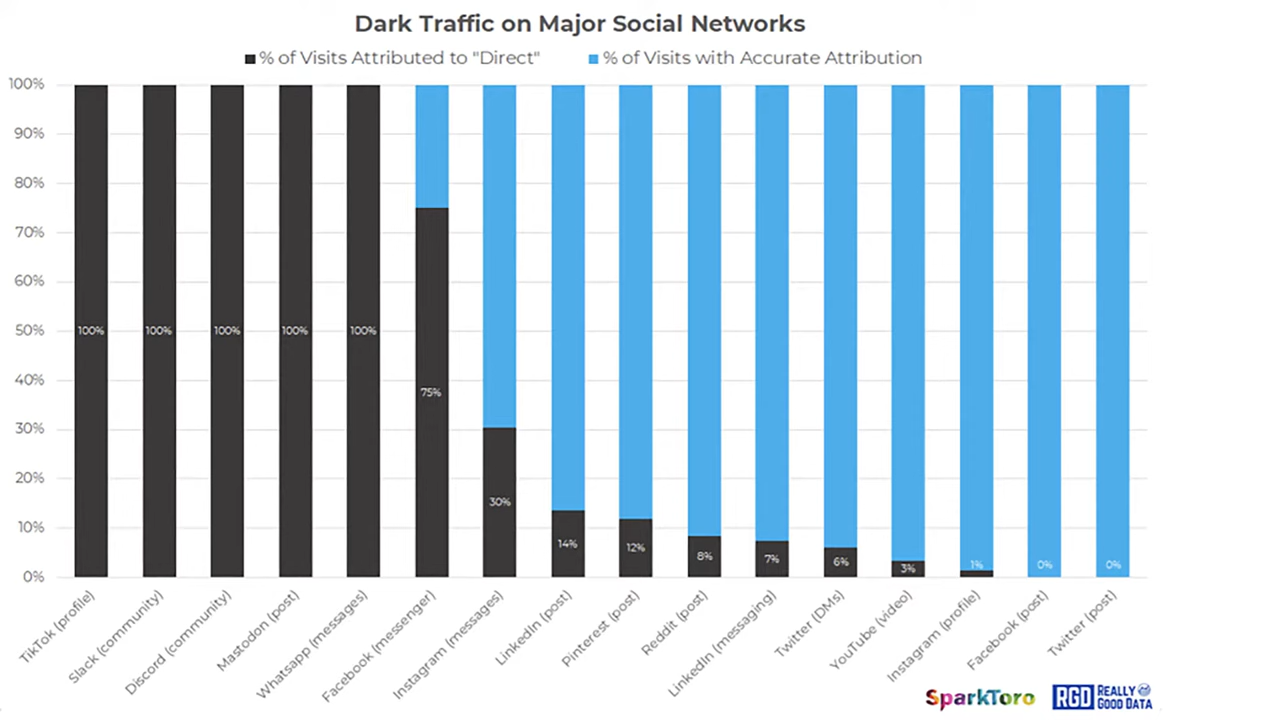 Dark Traffic on Major Social Networks
% of Visits Attributed to "Direct"
% of Visits with Accurate Attribution
100%
90%
80%
70%
60%
50%
40%
30%
20%
10%
0%
100%
100%
100%
100%
100%
75%
30%
14%
12%
8%
7%
6%
3%
1%
0%
0%
TikTok (profile)
Slack (community)
Discord (community)
Mastodon (post)
Whatsapp (messages)
Facebook (messenger)
Instagram (messages)
LinkedIn (post)
Pinterest (post)
Reddit (post)
LinkedIn (messaging)
Twitter (DMs)
YouTube (video)
Instagram (profile)
Facebook (post)
Twitter (post)
SparkToro
RGD REALLY
GOOD DATA